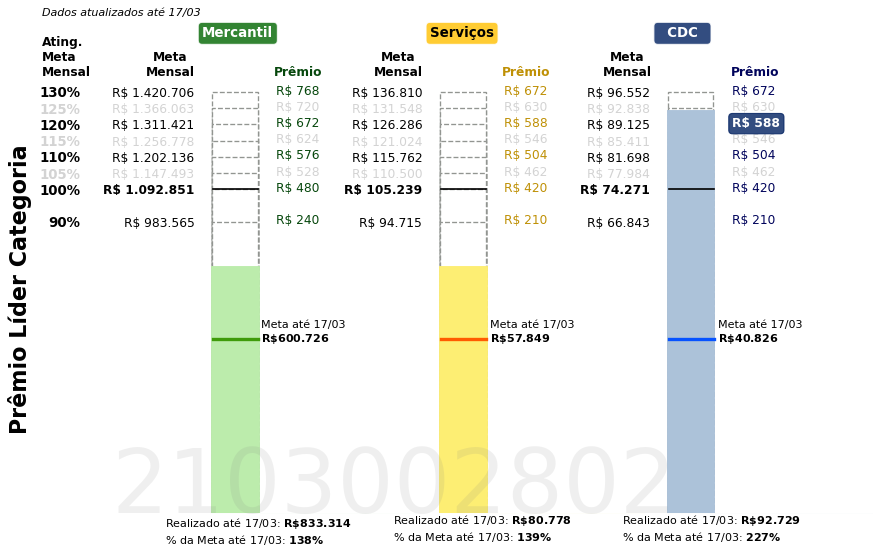 Dados atualizados até 17/03
Mercantil Serviços CDC
Ating.
Meta Meta Meta Meta
Mensal Mensal Prêmio Mensal Prêmio Mensal Prêmio
130% R$ 1.420.706 R$ 768 R$ 136.810 R$ 672 R$ 96.552 R$ 672
125% R$ 1.366.063 R$ 720 R$ 131.548 R$ 630 R$ 92.838 R$ 630
120% R$ 1.311.421 R$ 672 R$ 126.286 R$ 588 R$ 89.125 R$ 588
115% R$ 1.256.778 R$ 624 R$ 121.024 R$ 546 R$ 85.411 R$ 546
110% R$ 1.202.136 R$ 576 R$ 115.762 R$ 504 R$ 81.698 R$ 504
105% R$ 1.147.493 R$ 528 R$ 110.500 R$ 462 R$ 77.984 R$ 462
100% R$ 1.092.851 R$ 480 R$ 105.239 R$ 420 R$ 74.271 R$ 420
90% R$ 983.565 R$ 240 R$ 94.715 R$ 210 R$ 66.843 R$ 210
Prêmio Líder Categoria
Meta até 17/03 Meta até 17/03 Meta até 17/03
R$600.726 R$57.849 R$40.826
2103002802
Realizado até 17/03: R$833.314 Realizado até 17/03: R$80.778 Realizado até 17/03: R$92.729
% da Meta até 17/03: 138% % da Meta até 17/03: 139% % da Meta até 17/03: 227%